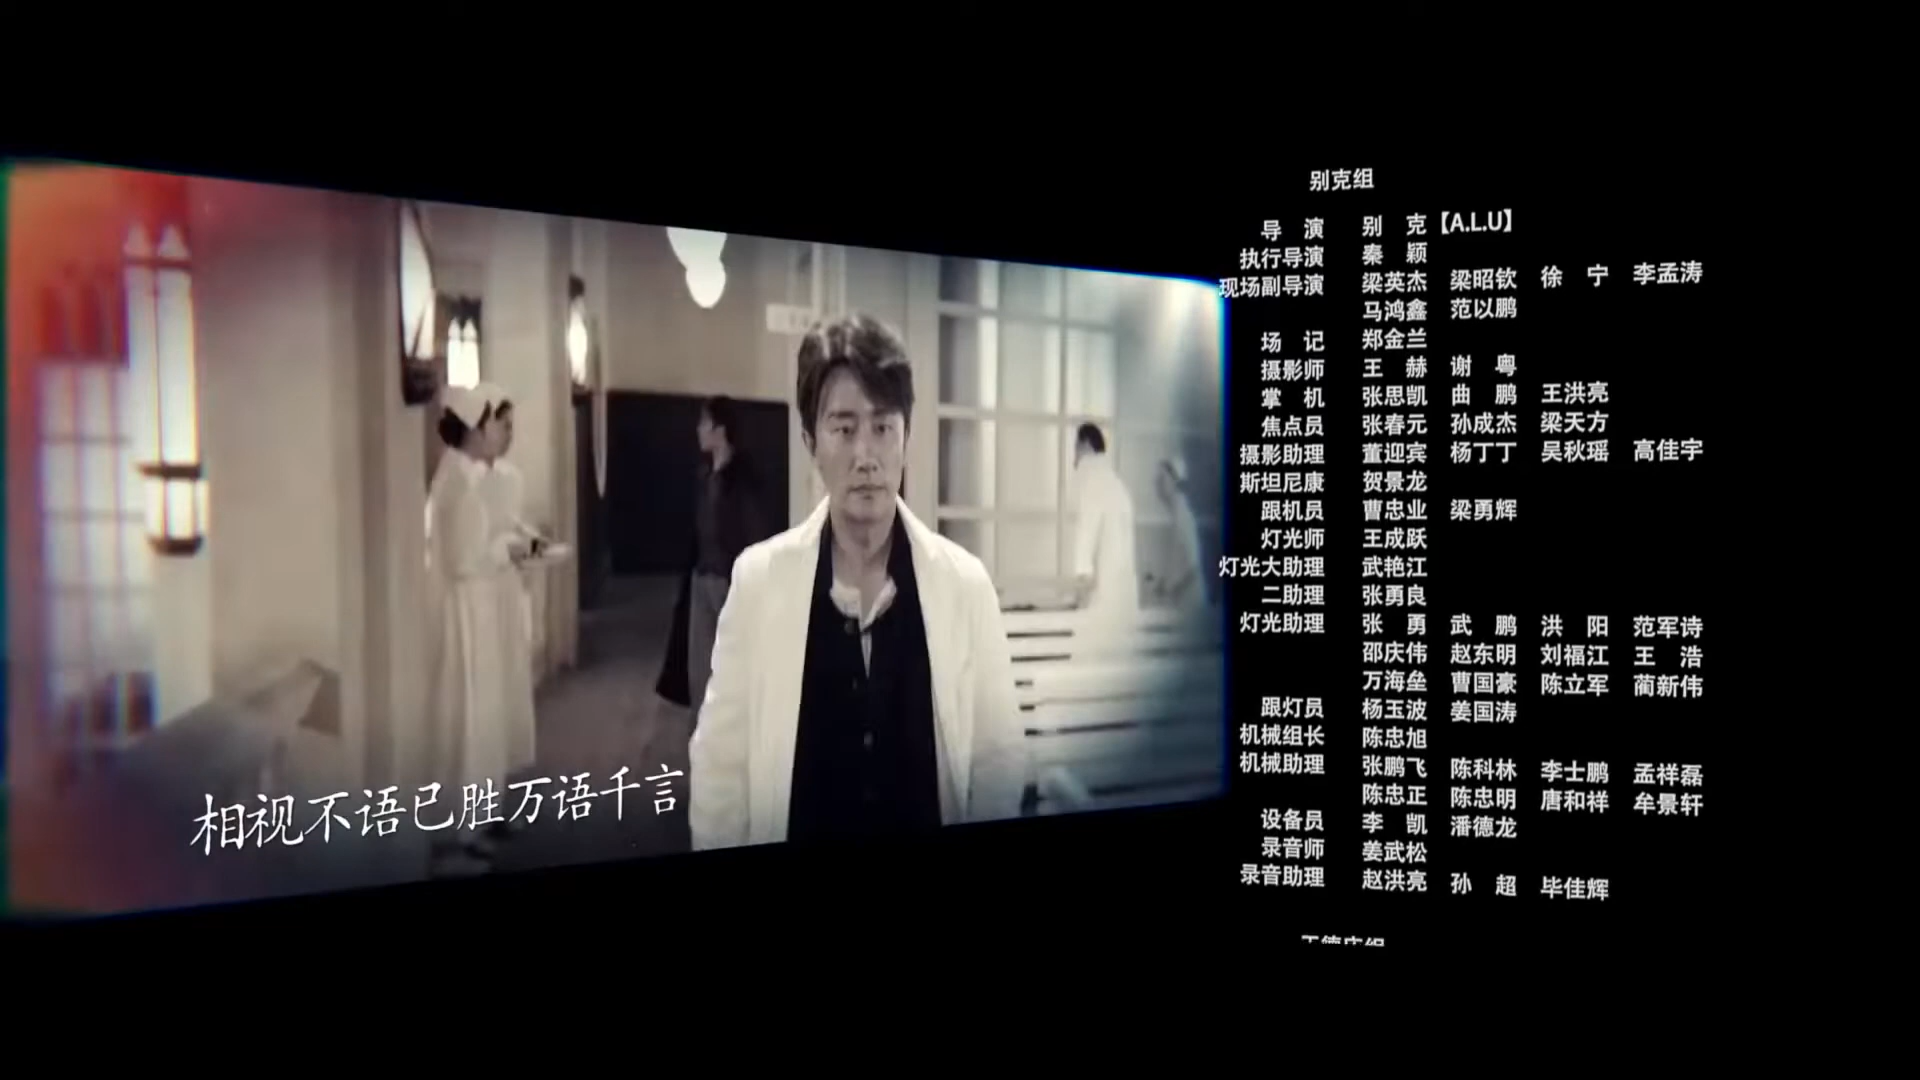 相视不语已胜万语千言
别克组
导演 别克【A.L.U】
执行导演 秦颖
现场副导演 梁英杰 梁昭钦 徐宁 李孟涛
马鸿鑫 范以鹏
场记 郑金兰
摄影师 王赫 谢粤
掌机 张思凯 曲鹏 王洪亮
焦点员 张春元 孙成杰 梁天方
摄影助理 董迎宾 杨丁丁 吴秋瑶 高佳宇
斯坦尼康 贺景龙
跟机员 曹忠业 梁勇辉
灯光师 王成跃
灯光大助理 武艳江
二助理 张勇良
灯光助理 张勇 武鹏 洪阳 范军诗
邵庆伟 赵东明 刘福江 王浩
万海垒 曹国豪 陈立军 蔺新伟
跟灯员 杨玉波 姜国涛
机械组长 陈忠旭
机械助理 张鹏飞 陈科林 李士鹏 孟祥磊
陈忠正 陈忠明 唐和祥 牟景轩
设备员 李凯 潘德龙
录音师 姜武松
录音助理 赵洪亮 孙超 毕佳辉